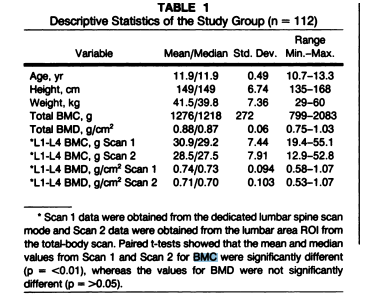 TABLE 1
Descriptive Statistics of the Study Group (n = 112)
Range
Variable Mean/Median Std. Dev. Min.–Max.
Age, yr 11.9/11.9 0.49 10.7–13.3
Height, cm 149/149 6.74 135–168
Weight, kg 41.5/39.8 7.36 29–60
Total BMC, g 1276/1218 272 799–2083
Total BMD, g/cm² 0.88/0.87 0.06 0.75–1.03
*L1-L4 BMC, g Scan 1 30.9/29.2 7.44 19.4–55.1
*L1-L4 BMC, g Scan 2 28.5/27.5 7.91 12.9–52.8
*L1-L4 BMD, g/cm² Scan 1 0.74/0.73 0.094 0.58–1.07
*L1-L4 BMD, g/cm² Scan 2 0.71/0.70 0.103 0.53–1.07
* Scan 1 data were obtained from the dedicated lumbar spine scan
mode and Scan 2 data were obtained from the lumbar area ROI from
the total-body scan. Paired t-tests showed that the mean and median
values from Scan 1 and Scan 2 for BMC were significantly different
(p = <0.01), whereas the values for BMD were not significantly
different (p = >0.05).